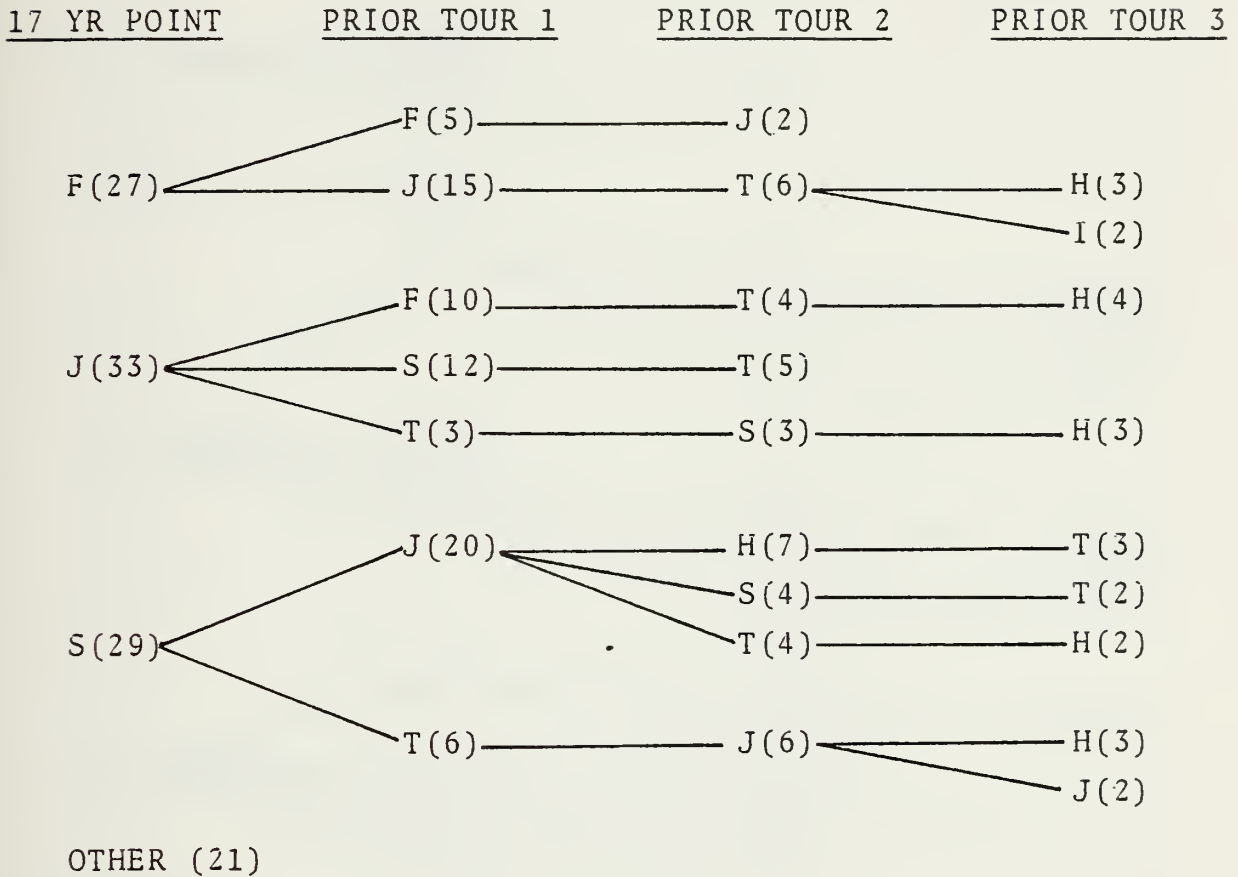 17 YR POINT PRIOR TOUR 1 PRIOR TOUR 2 PRIOR TOUR 3
F(5) J(2)
F(27) J(15) T(6) H(3)
I(2)
F(10) T(4) H(4)
J(33) S(12) T(5)
T(3) S(3) H(3)
J(20) H(7) T(3)
S(4) T(2)
S(29) T(4) H(2)
T(6) J(6) H(3)
J(2)
OTHER (21)